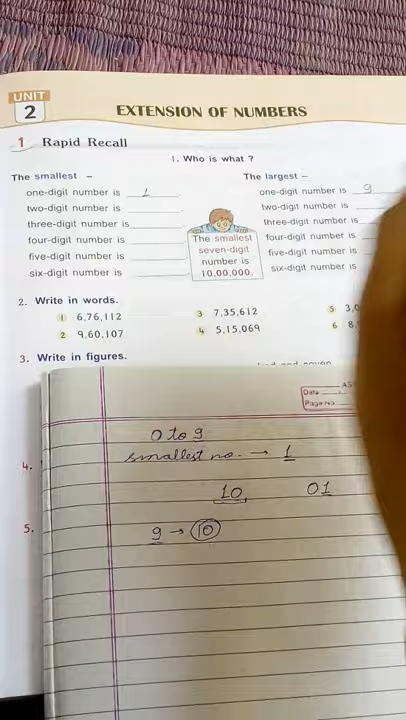 UNIT
2
EXTENSION OF NUMBERS
1 Rapid Recall
1. Who is what ?
The smallest –
one-digit number is 1
two-digit number is
three-digit number is
four-digit number is
five-digit number is
six-digit number is
The smallest
seven-digit
number is
10,00,000.
The largest –
one-digit number is 9
two-digit number is
three-digit number is
four-digit number is
five-digit number is
six-digit number is
2. Write in words.
1 6,76,112
3 7,35,612
5 3,0
2 9,60,107
4 5,15,069
6 8,
3. Write in figures.
4.
5.
Date
Page No.
0 to 9
smallest no. → 1
10, 01
9 → 10